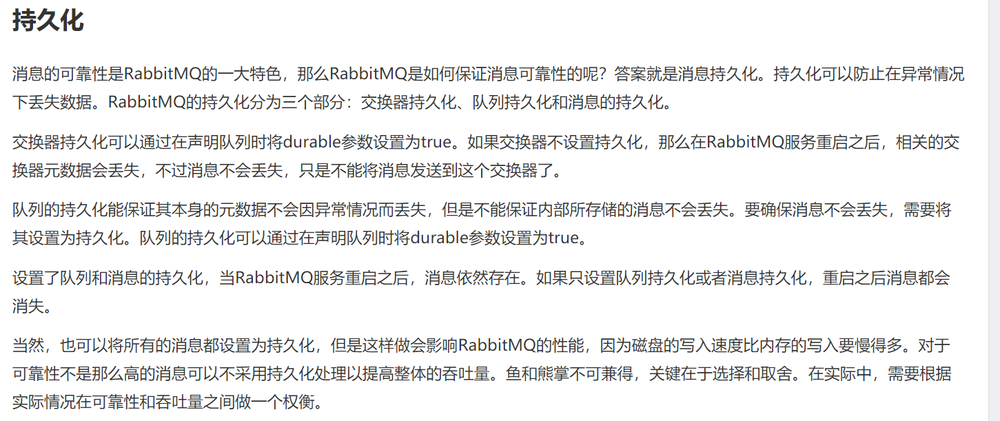 持久化
消息的可靠性是RabbitMQ的一大特色，那么RabbitMQ是如何保证消息可靠性的呢？答案就是消息持久化。持久化可以防止在异常情况
下丢失数据。RabbitMQ的持久化分为三个部分：交换器持久化、队列持久化和消息的持久化。
交换器持久化可以通过在声明队列时将durable参数设置为true。如果交换器不设置持久化，那么在RabbitMQ服务重启之后，相关的交
换器元数据会丢失，不过消息不会丢失，只是不能将消息发送到这个交换器了。
队列的持久化能保证其本身的元数据不会因异常情况而丢失，但是不能保证内部所存储的消息不会丢失。要确保消息不会丢失，需要将
其设置为持久化。队列的持久化可以通过在声明队列时将durable参数设置为true。
设置了队列和消息的持久化，当RabbitMQ服务重启之后，消息依然存在。如果只设置队列持久化或者消息持久化，重启之后消息都会
消失。
当然，也可以将所有的消息都设置为持久化，但是这样做会影响RabbitMQ的性能，因为磁盘的写入速度比内存的写入要慢得多。对于
可靠性不是那么高的消息可以不采用持久化处理以提高整体的吞吐量。鱼和熊掌不可兼得，关键在于选择和取舍。在实际中，需要根据
实际情况在可靠性和吞吐量之间做一个权衡。